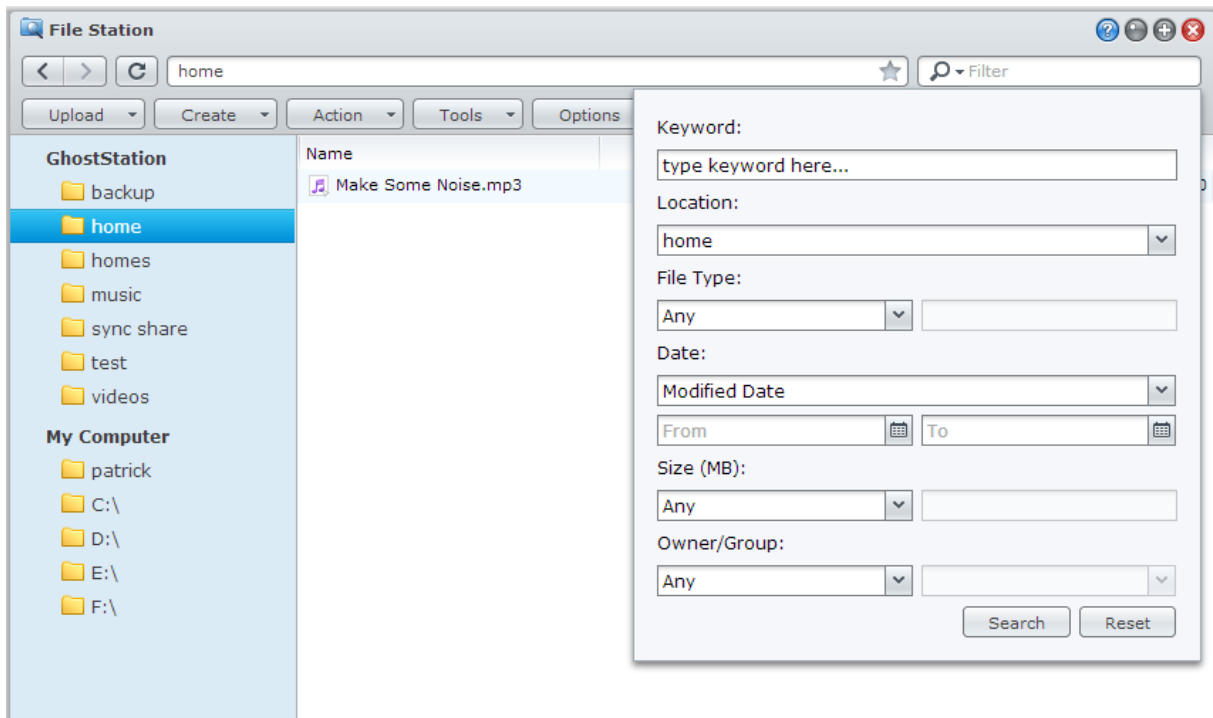 File Station
home
Filter
Upload Create Action Tools Options
GhostStation
backup
home
homes
music
sync share
test
videos
My Computer
patrick
C:\
D:\
E:\
F:\
Name
Make Some Noise.mp3
Keyword:
type keyword here...
Location:
home
File Type:
Any
Date:
Modified Date
From To
Size (MB):
Any
Owner/Group:
Any
Search Reset